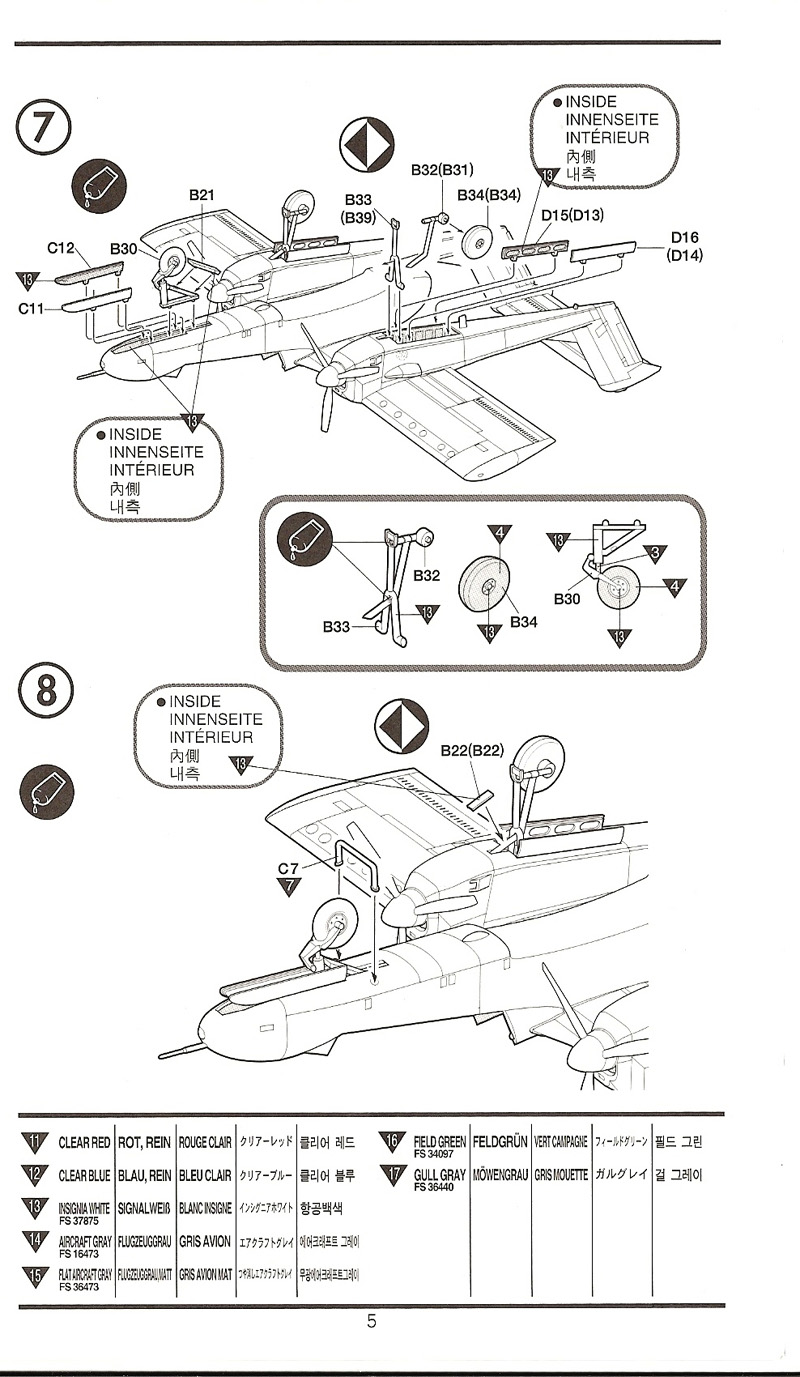 7
● INSIDE
INNENSEITE
INTÉRIEUR
內側
내측
13
B32(B31)
B21
B33
(B39)
B34(B34)
D15(D13)
C12
B30
D16
(D14)
13
C11
13
● INSIDE
INNENSEITE
INTÉRIEUR
內側
내측
4
13
3
B32
B30
4
13
B33
B34
13
13
8
● INSIDE
INNENSEITE
INTÉRIEUR
內側
내측
13
B22(B22)
C7
7
11 CLEAR RED ROT, REIN ROUGE CLAIR クリアーレッド 클리어 레드
12 CLEAR BLUE BLAU, REIN BLEU CLAIR クリアーブルー 클리어 블루
13 INSIGNIA WHITE SIGNALWEIß BLANC INSIGNE インシグニアホワイト 항공백색
FS 37875
14 AIRCRAFT GRAY FLUGZEUGGRAU GRIS AVION エアクラフトグレイ 에어크래프트 그레이
FS 16473
15 FLAT AIRCRAFT GRAY FLUGZEUGGRAU,MATT GRIS AVION MAT つや消しエアクラフトグレイ 무광에어크래프트그레이
FS 36473
16 FIELD GREEN FELDGRÜN VERT CAMPAGNE フィールドグリーン 필드 그린
FS 34097
17 GULL GRAY MÖWENGRAU GRIS MOUETTE ガルグレイ 걸 그레이
FS 36440
5